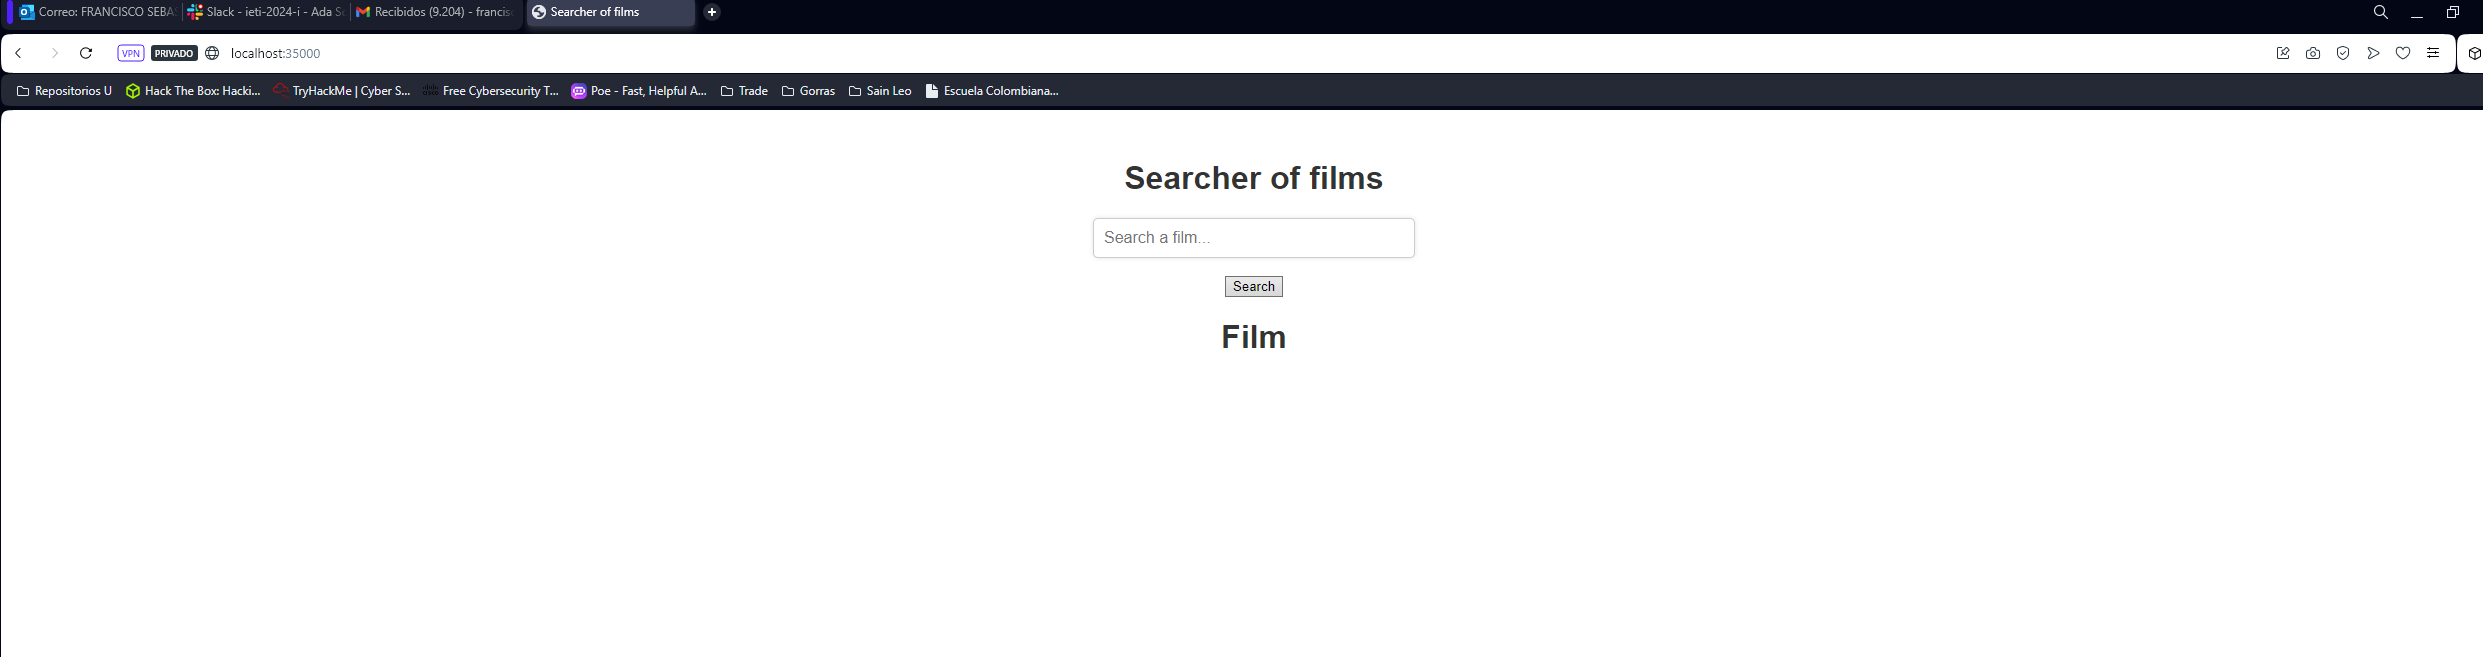 Correo: FRANCISCO SEBA Slack - ieti-2024-i - Ada Sc Recibidos (9.204) - francisc Searcher of films
VPN PRIVADO localhost:35000
Repositorios U Hack The Box: Hacki... TryHackMe | Cyber S... Free Cybersecurity T... Poe - Fast, Helpful A... Trade Gorras Sain Leo Escuela Colombiana...
Searcher of films
Search a film...
Search
Film